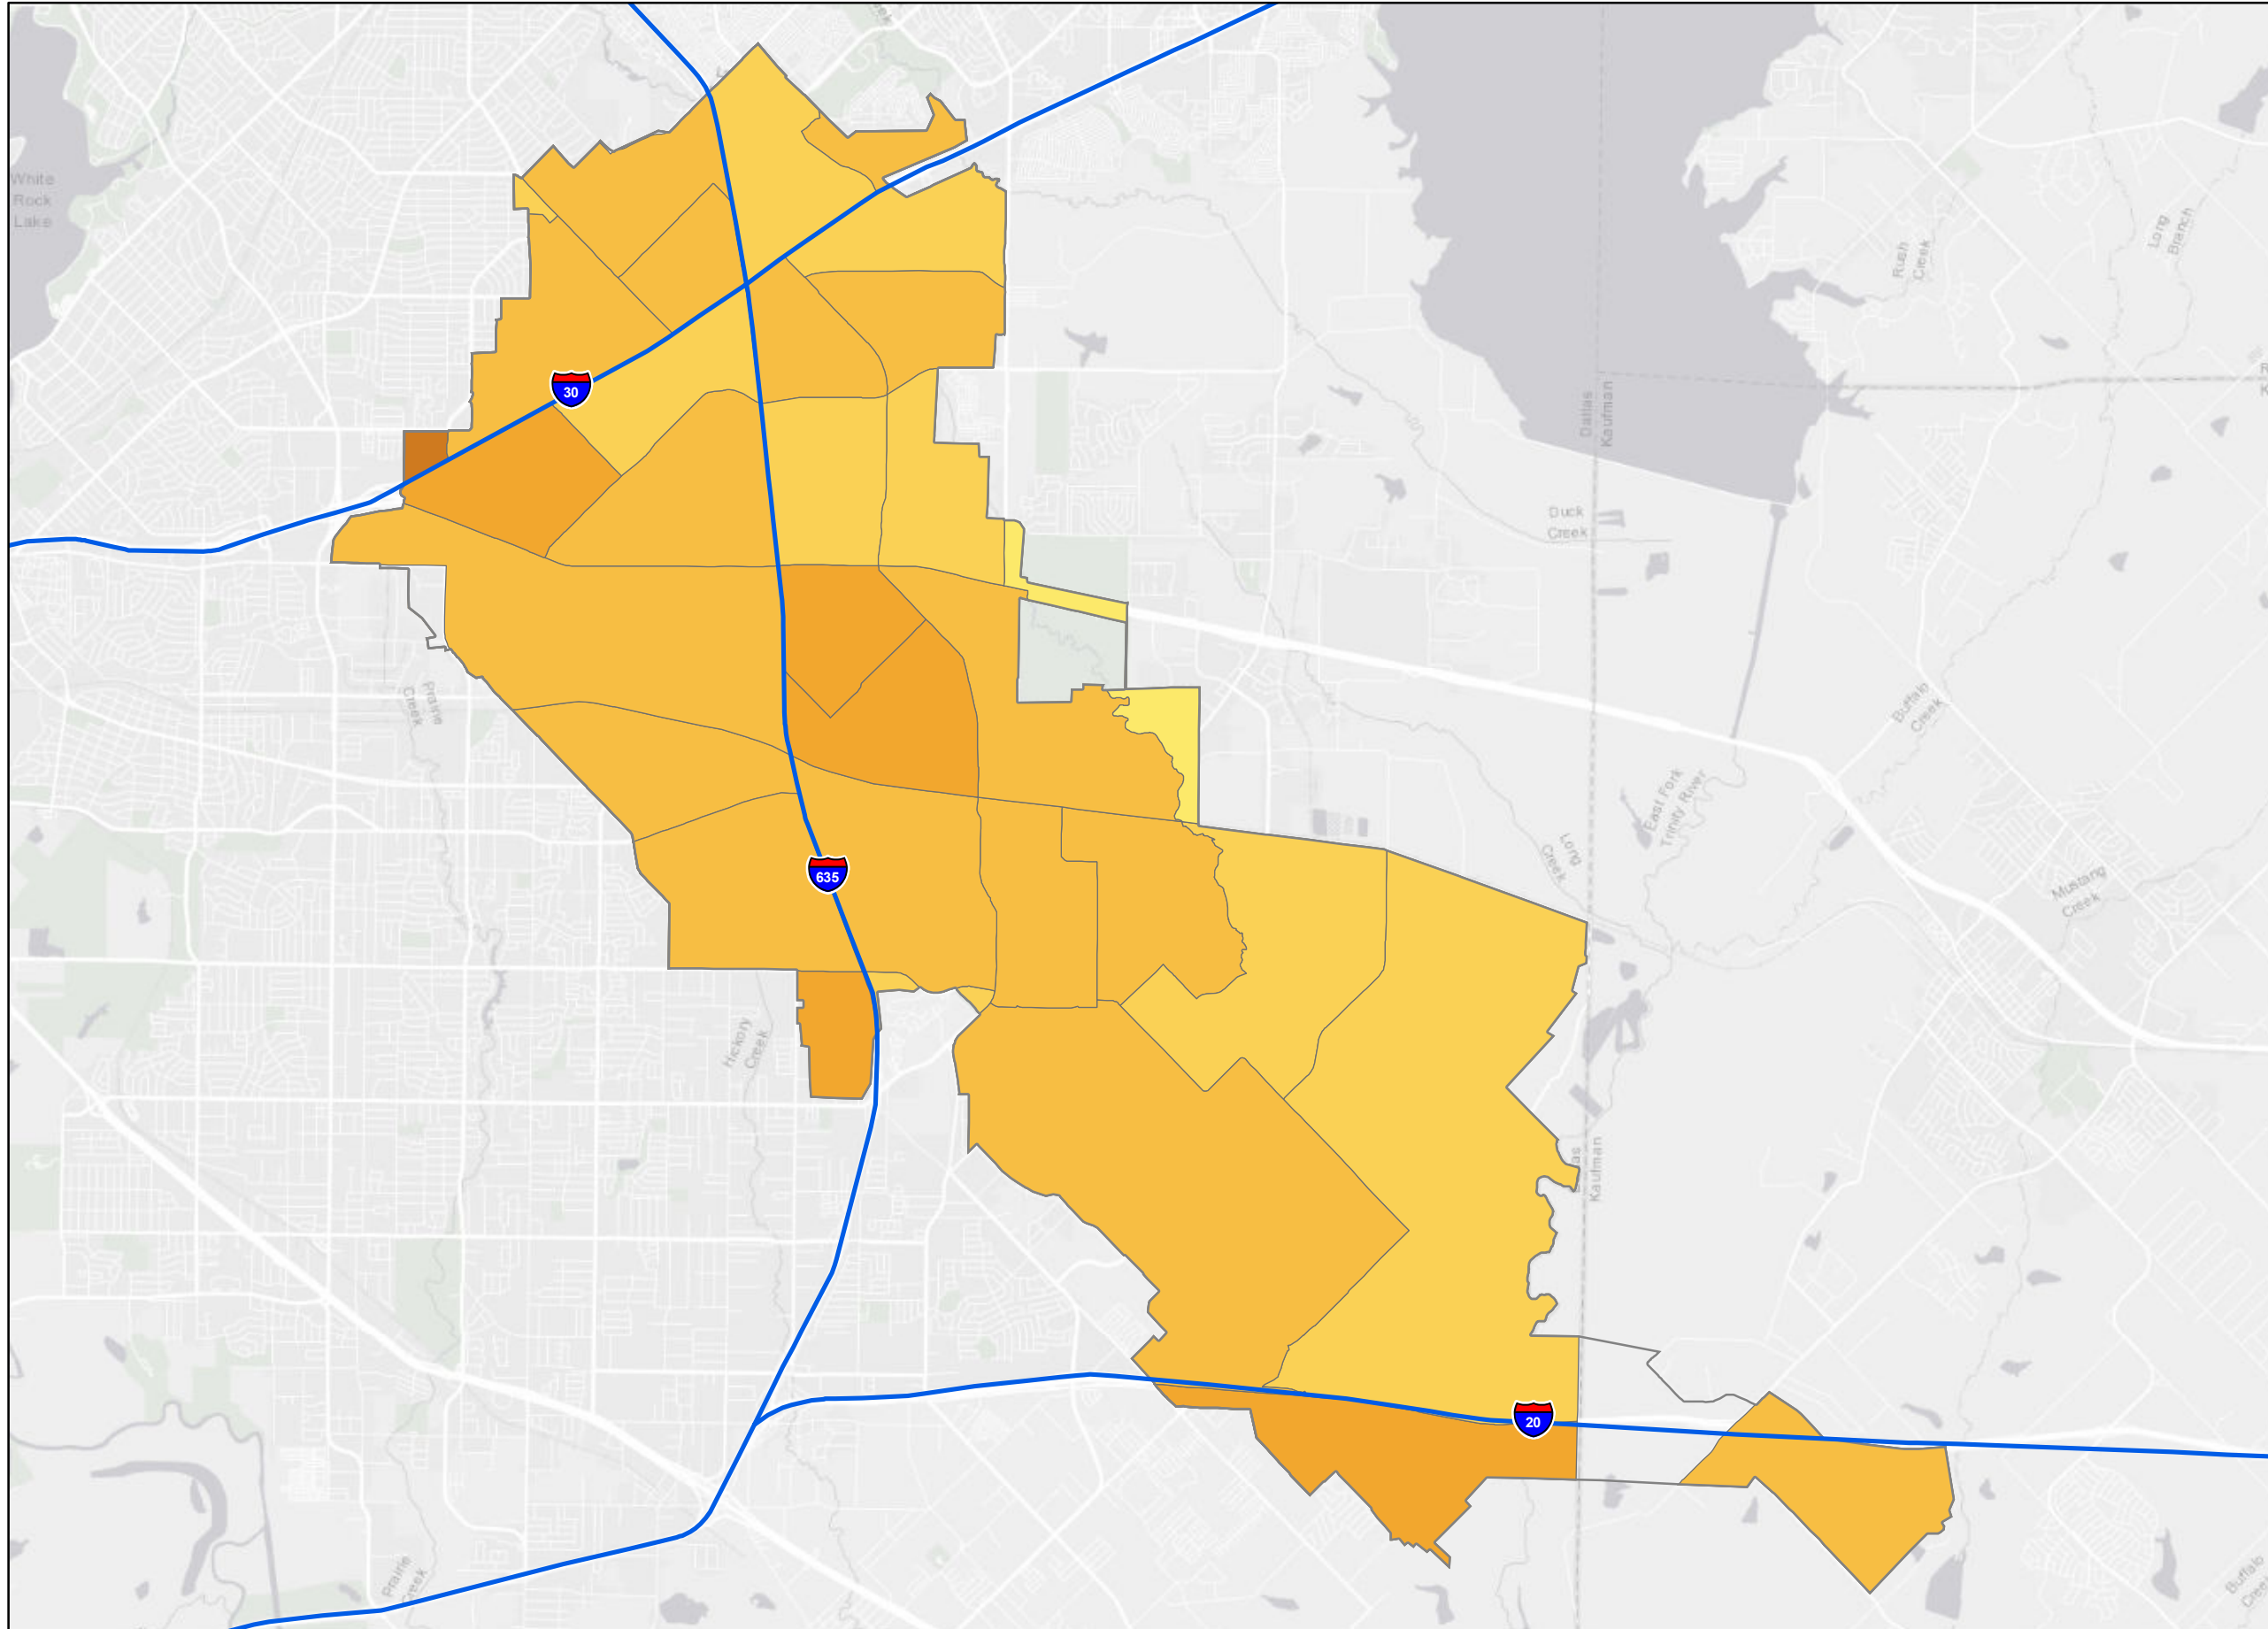 White
Rock
Lake
30
Rush
Creek
Long
Branch
Dallas
Kaufman
Duck
Creek
Prairie
Creek
Buffalo
Creek
East Fork
Trinity River
Long
Creek
Mustang
Creek
635
Hickory
Creek
Kaufman
20
Prairie
Creek
Buffalo